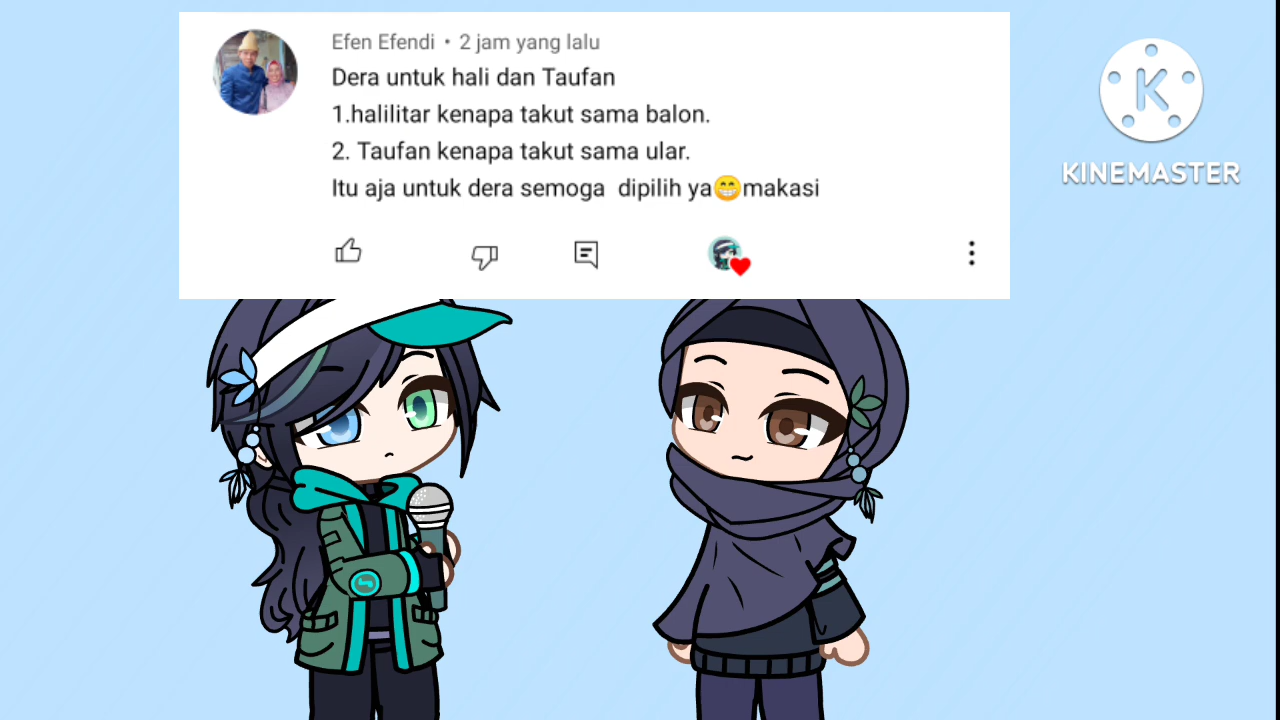 Efen Efendi • 2 jam yang lalu
Dera untuk hali dan Taufan
1.halilitar kenapa takut sama balon.
2. Taufan kenapa takut sama ular.
Itu aja untuk dera semoga  dipilih ya😁makasi
K
KINEMASTER